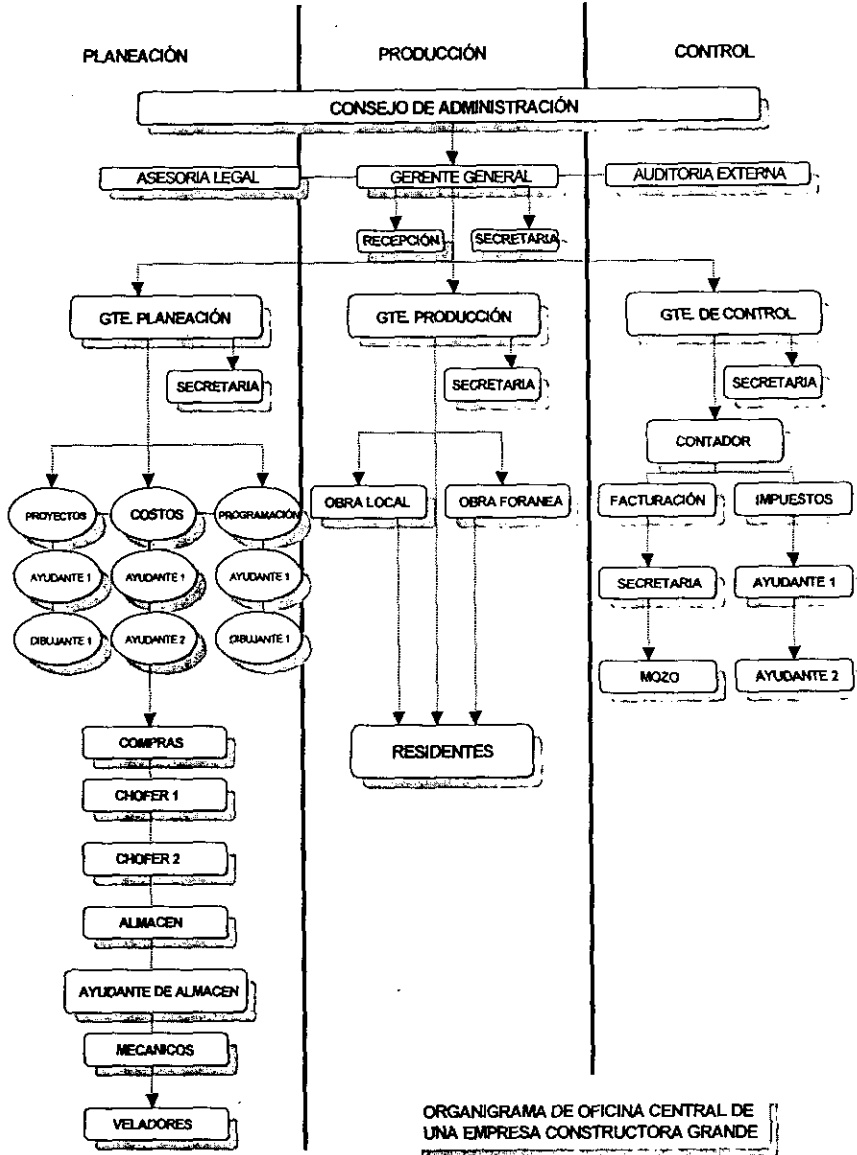 PLANEACIÓN
PRODUCCIÓN
CONTROL
CONSEJO DE ADMINISTRACIÓN
ASESORIA LEGAL
GERENTE GENERAL
AUDITORIA EXTERNA
RECEPCIÓN
SECRETARIA
GTE. PLANEACIÓN
GTE. PRODUCCIÓN
GTE. DE CONTROL
SECRETARIA
SECRETARIA
SECRETARIA
CONTADOR
PROYECTOS
COSTOS
PROGRAMACIÓN
OBRA LOCAL
OBRA FORANEA
FACTURACIÓN
IMPUESTOS
AYUDANTE 1
AYUDANTE 1
AYUDANTE 1
SECRETARIA
AYUDANTE 1
DIBUJANTE 1
AYUDANTE 2
DIBUJANTE 1
MOZO
AYUDANTE 2
COMPRAS
RESIDENTES
CHOFER 1
CHOFER 2
ALMACEN
AYUDANTE DE ALMACEN
MECANICOS
VELADORES
ORGANIGRAMA DE OFICINA CENTRAL DE
UNA EMPRESA CONSTRUCTORA GRANDE